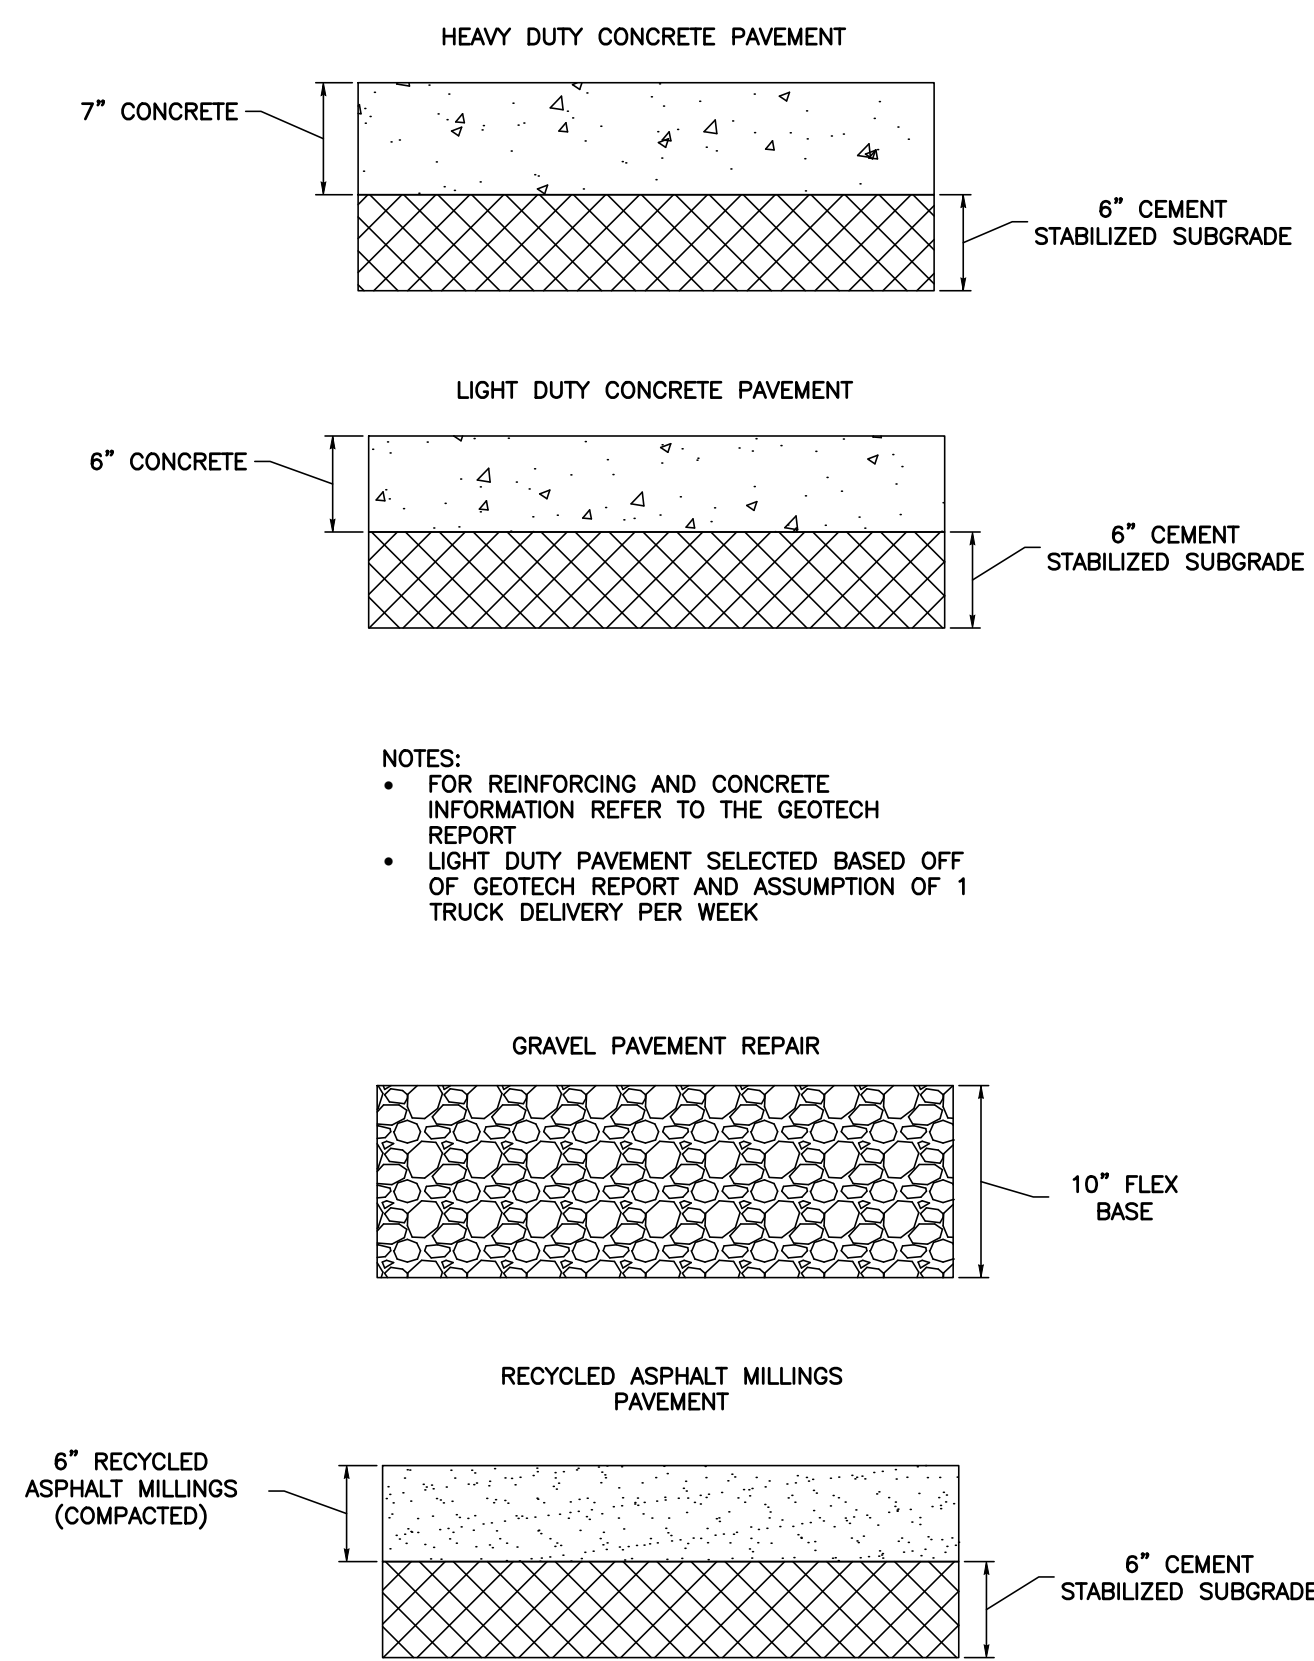 HEAVY DUTY CONCRETE PAVEMENT
7” CONCRETE
6” CEMENT
STABILIZED SUBGRADE
LIGHT DUTY CONCRETE PAVEMENT
6” CONCRETE
6” CEMENT
STABILIZED SUBGRADE
NOTES:
• FOR REINFORCING AND CONCRETE
INFORMATION REFER TO THE GEOTECH
REPORT
• LIGHT DUTY PAVEMENT SELECTED BASED OFF
OF GEOTECH REPORT AND ASSUMPTION OF 1
TRUCK DELIVERY PER WEEK
GRAVEL PAVEMENT REPAIR
10” FLEX
BASE
RECYCLED ASPHALT MILLINGS
PAVEMENT
6” RECYCLED
ASPHALT MILLINGS
(COMPACTED)
6” CEMENT
STABILIZED SUBGRADE